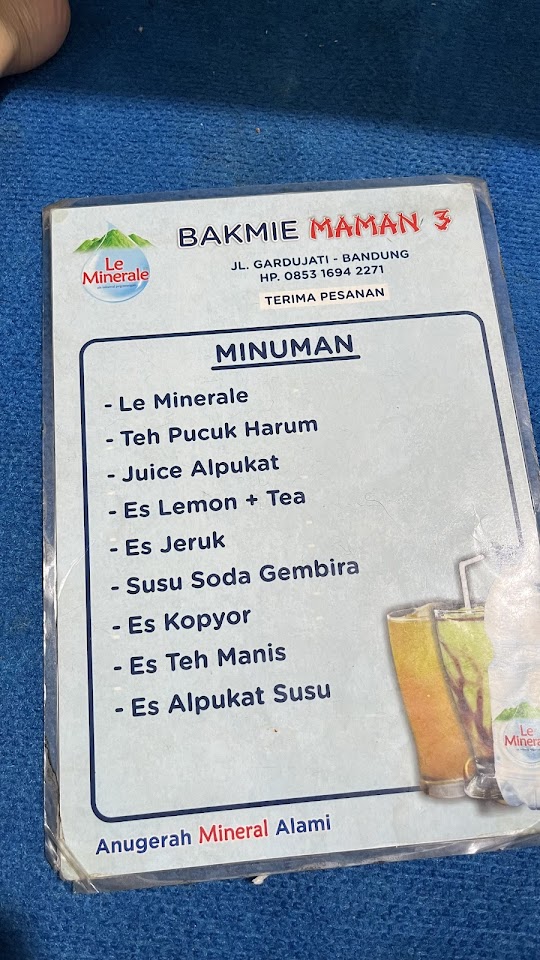 Le
Minerale
BAKMIE MAMAN 3
JL. GARDUJATI - BANDUNG
HP. 0853 1694 2271
TERIMA PESANAN
MINUMAN
- Le Minerale
- Teh Pucuk Harum
- Juice Alpukat
- Es Lemon + Tea
- Es Jeruk
- Susu Soda Gembira
- Es Kopyor
- Es Teh Manis
- Es Alpukat Susu
Le
Minerale
Anugerah Mineral Alami